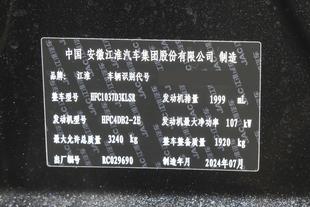 中国 安徽江淮汽车集团股份有限公司 制造
品牌: 江淮 车辆识别代号
整车型号 HFC1037D3KLSR 发动机排量 1999 mL
发动机型号 HFC4DB2-2E 发动机最大净功率 107 kW
最大允许总质量 3240 kg 整车整备质量 1920 kg
出厂编号 RC029690 制造年月 2024年07月